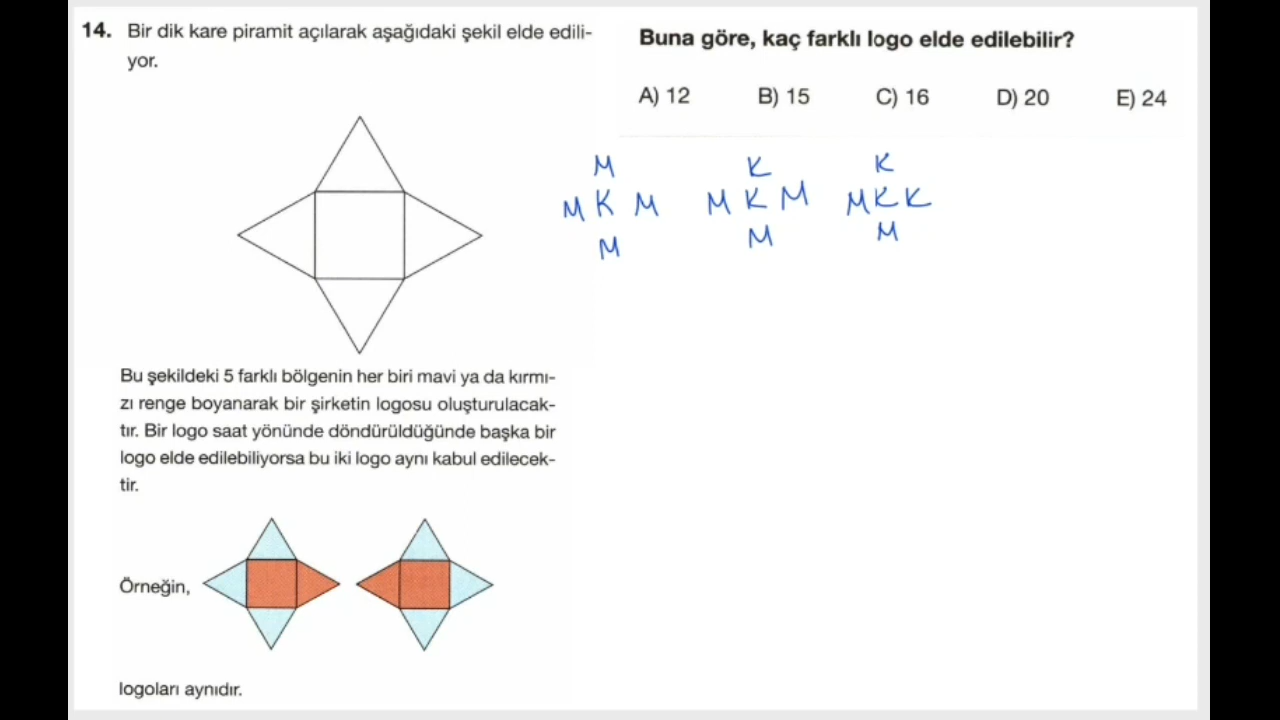 14. Bir dik kare piramit açılarak aşağıdaki şekil elde edili-
yor.
Bu şekildeki 5 farklı bölgenin her biri mavi ya da kırmı-
zı renge boyanarak bir şirketin logosu oluşturulacak-
tır. Bir logo saat yönünde döndürüldüğünde başka bir
logo elde edilebiliyorsa bu iki logo aynı kabul edilecek-
tir.
Örneğin,
logoları aynıdır.
Buna göre, kaç farklı logo elde edilebilir?
A) 12 B) 15 C) 16 D) 20 E) 24
M K K
M K M M K M M K K
M M M